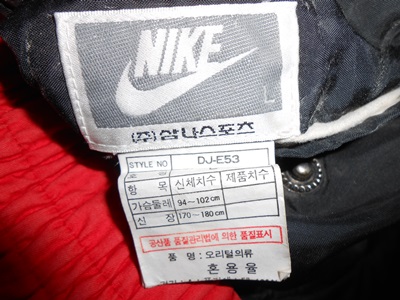 NIKE
L
(주)삼나스포츠
STYLE NO DJ-E53
항 목 신체치수 제품치수
가슴둘레 94~102cm
신 장 170~180cm
공산품 품질관리법에 의한 품질표시
품 명 : 오리털의류
혼 용 율